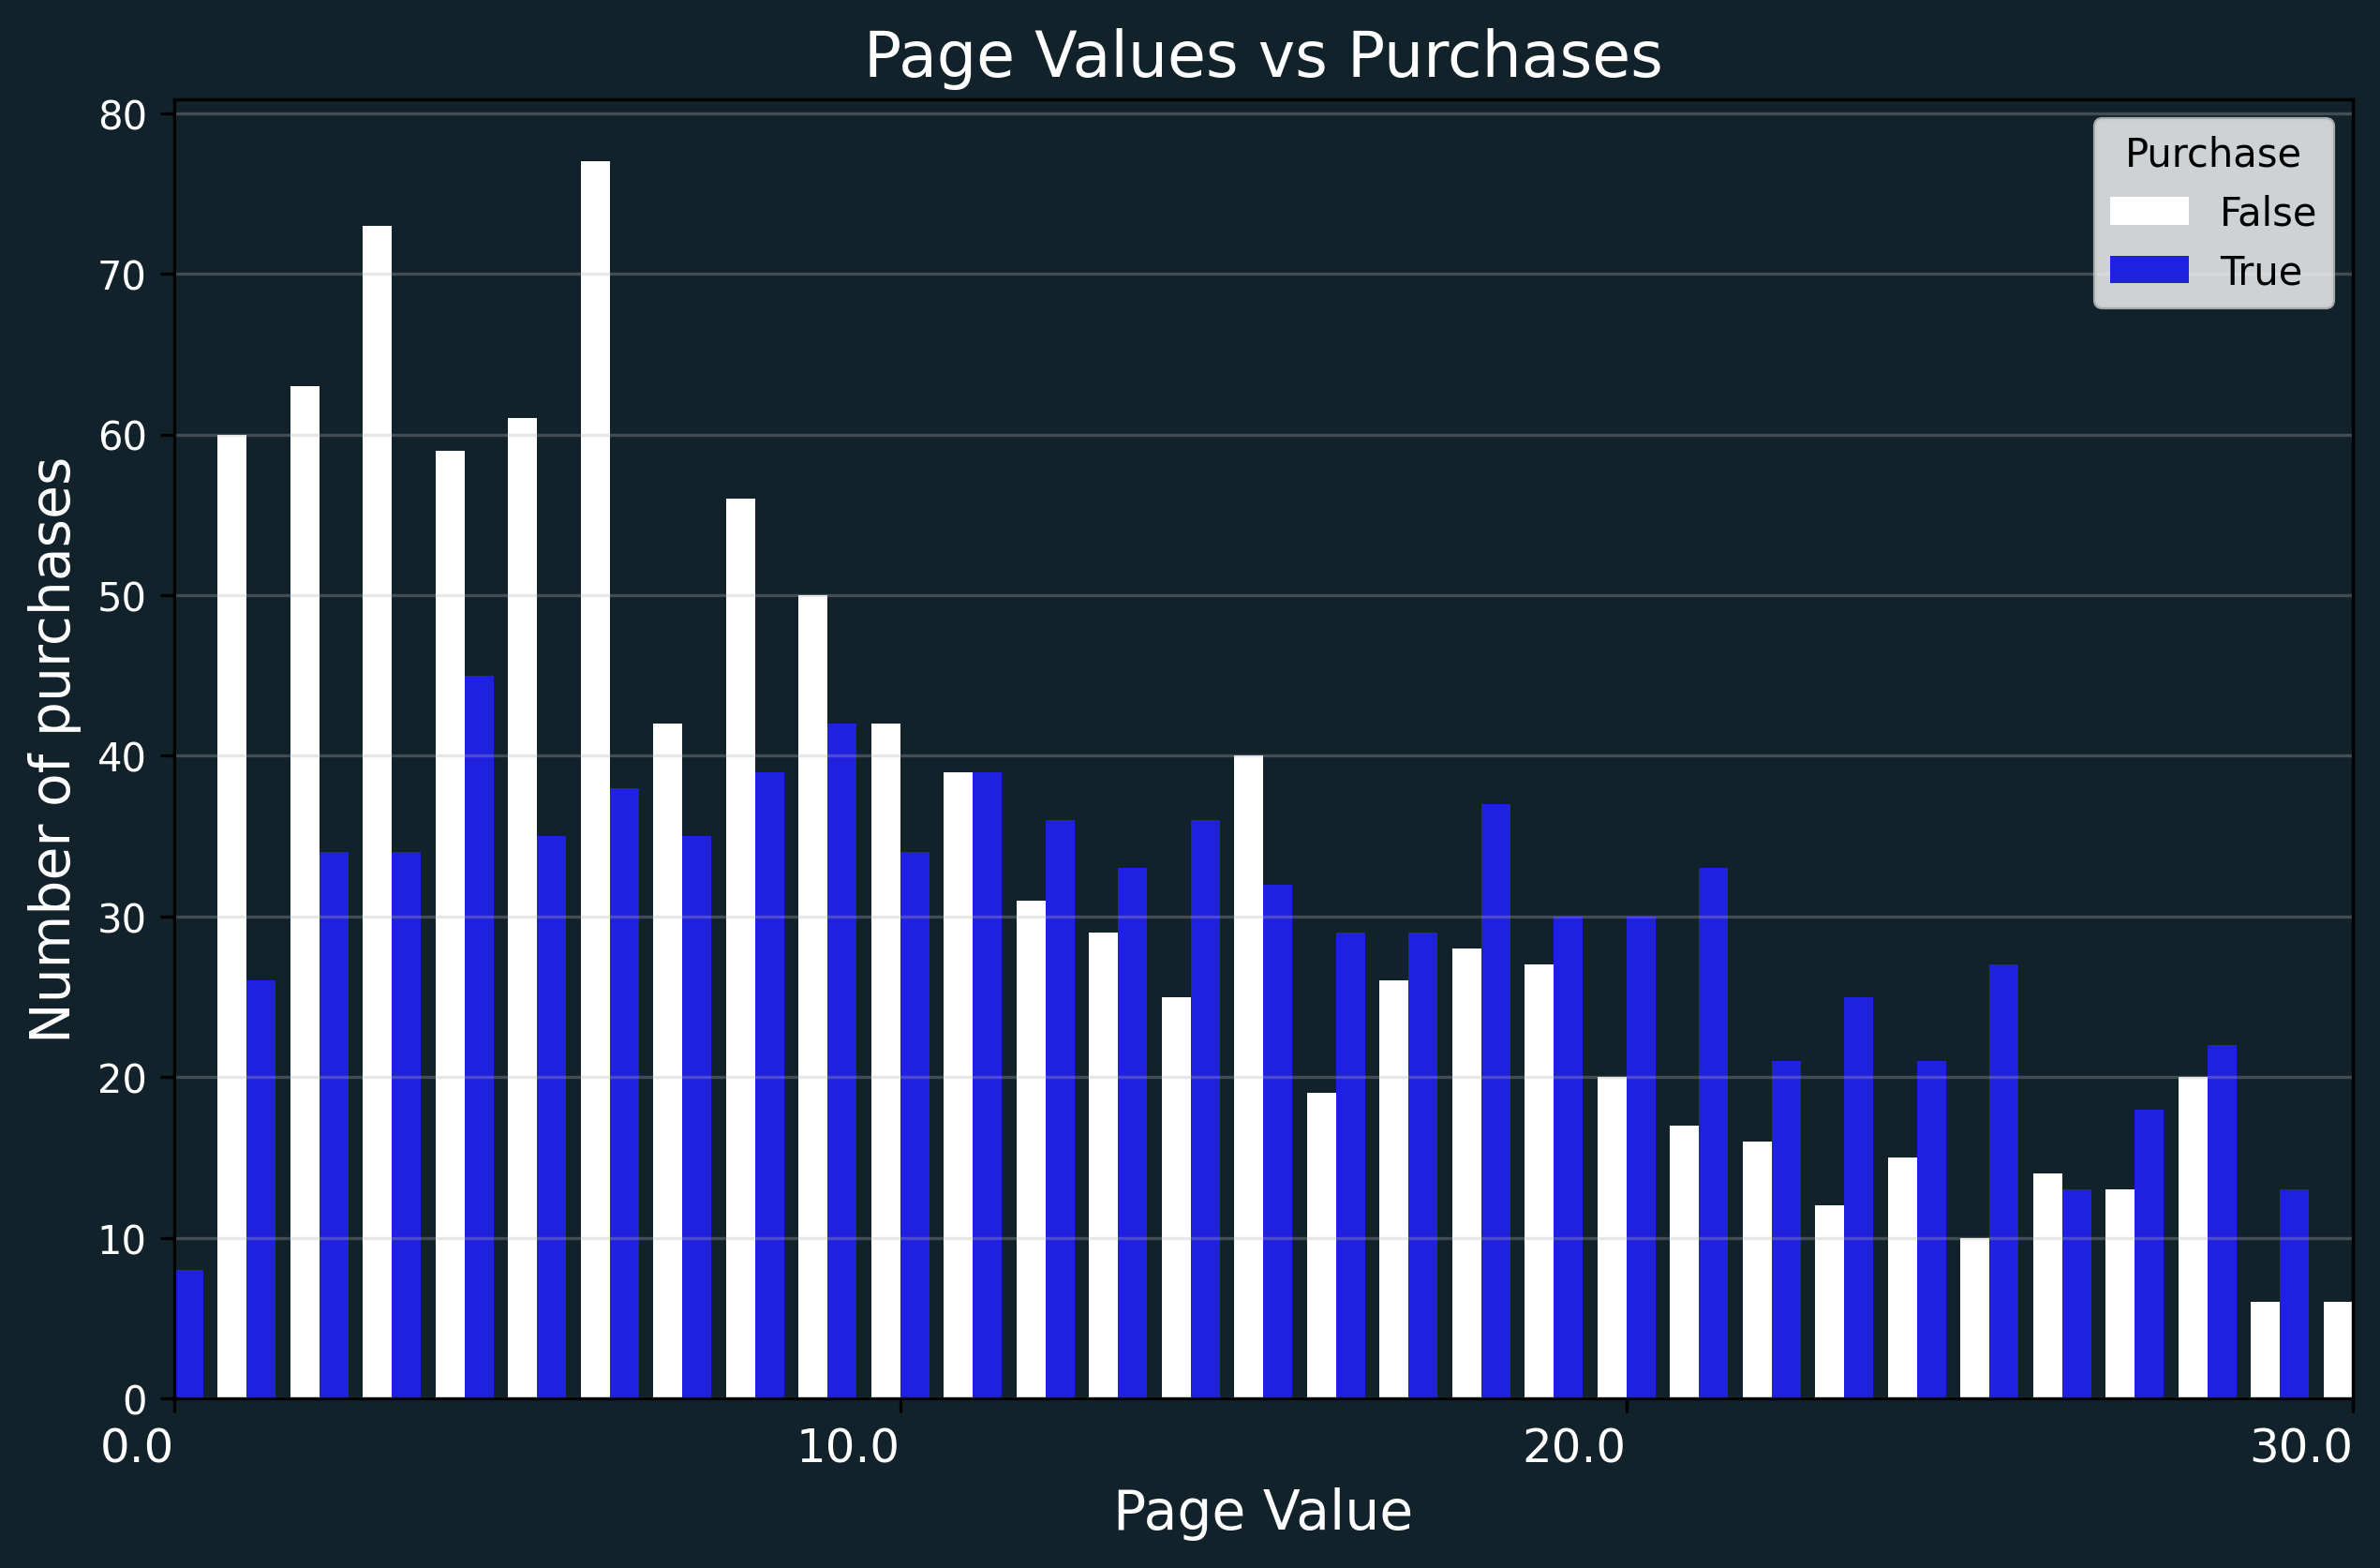 Page Values vs Purchases
Purchase
False
True
Number of purchases
80
70
60
50
40
30
20
10
0
0.0 10.0 20.0 30.0
Page Value